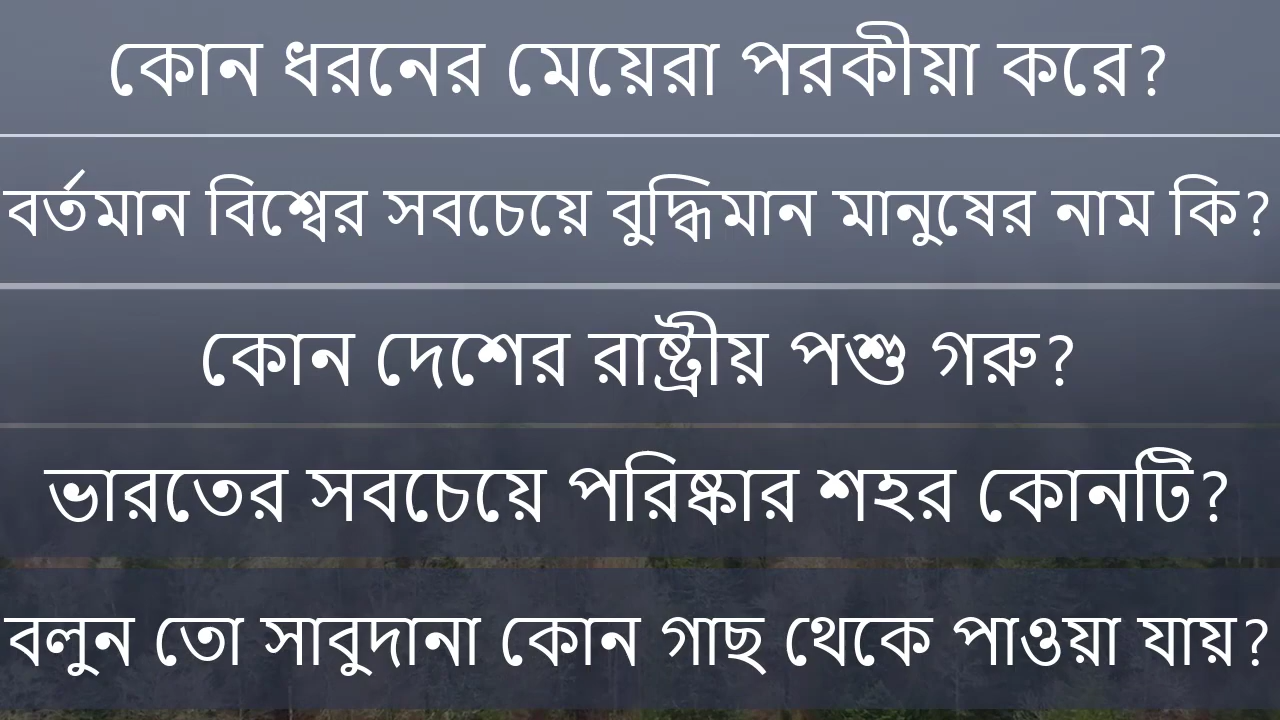 কোন ধরনের মেয়েরা পরকীয়া করে?
বর্তমান বিশ্বের সবচেয়ে বুদ্ধিমান মানুষের নাম কি?
কোন দেশের রাষ্ট্রীয় পশু গরু?
ভারতের সবচেয়ে পরিষ্কার শহর কোনটি?
বলুন তো সাবুদানা কোন গাছ থেকে পাওয়া যায়?